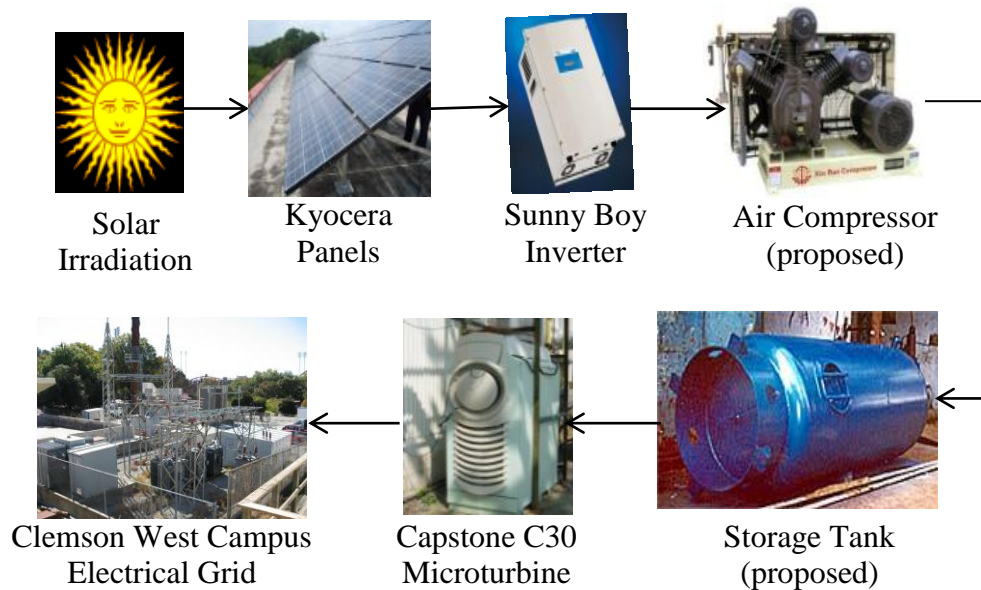 Solar
Irradiation
Kyocera
Panels
Sunny Boy
Inverter
Air Compressor
(proposed)
Clemson West Campus
Electrical Grid
Capstone C30
Microturbine
Storage Tank
(proposed)